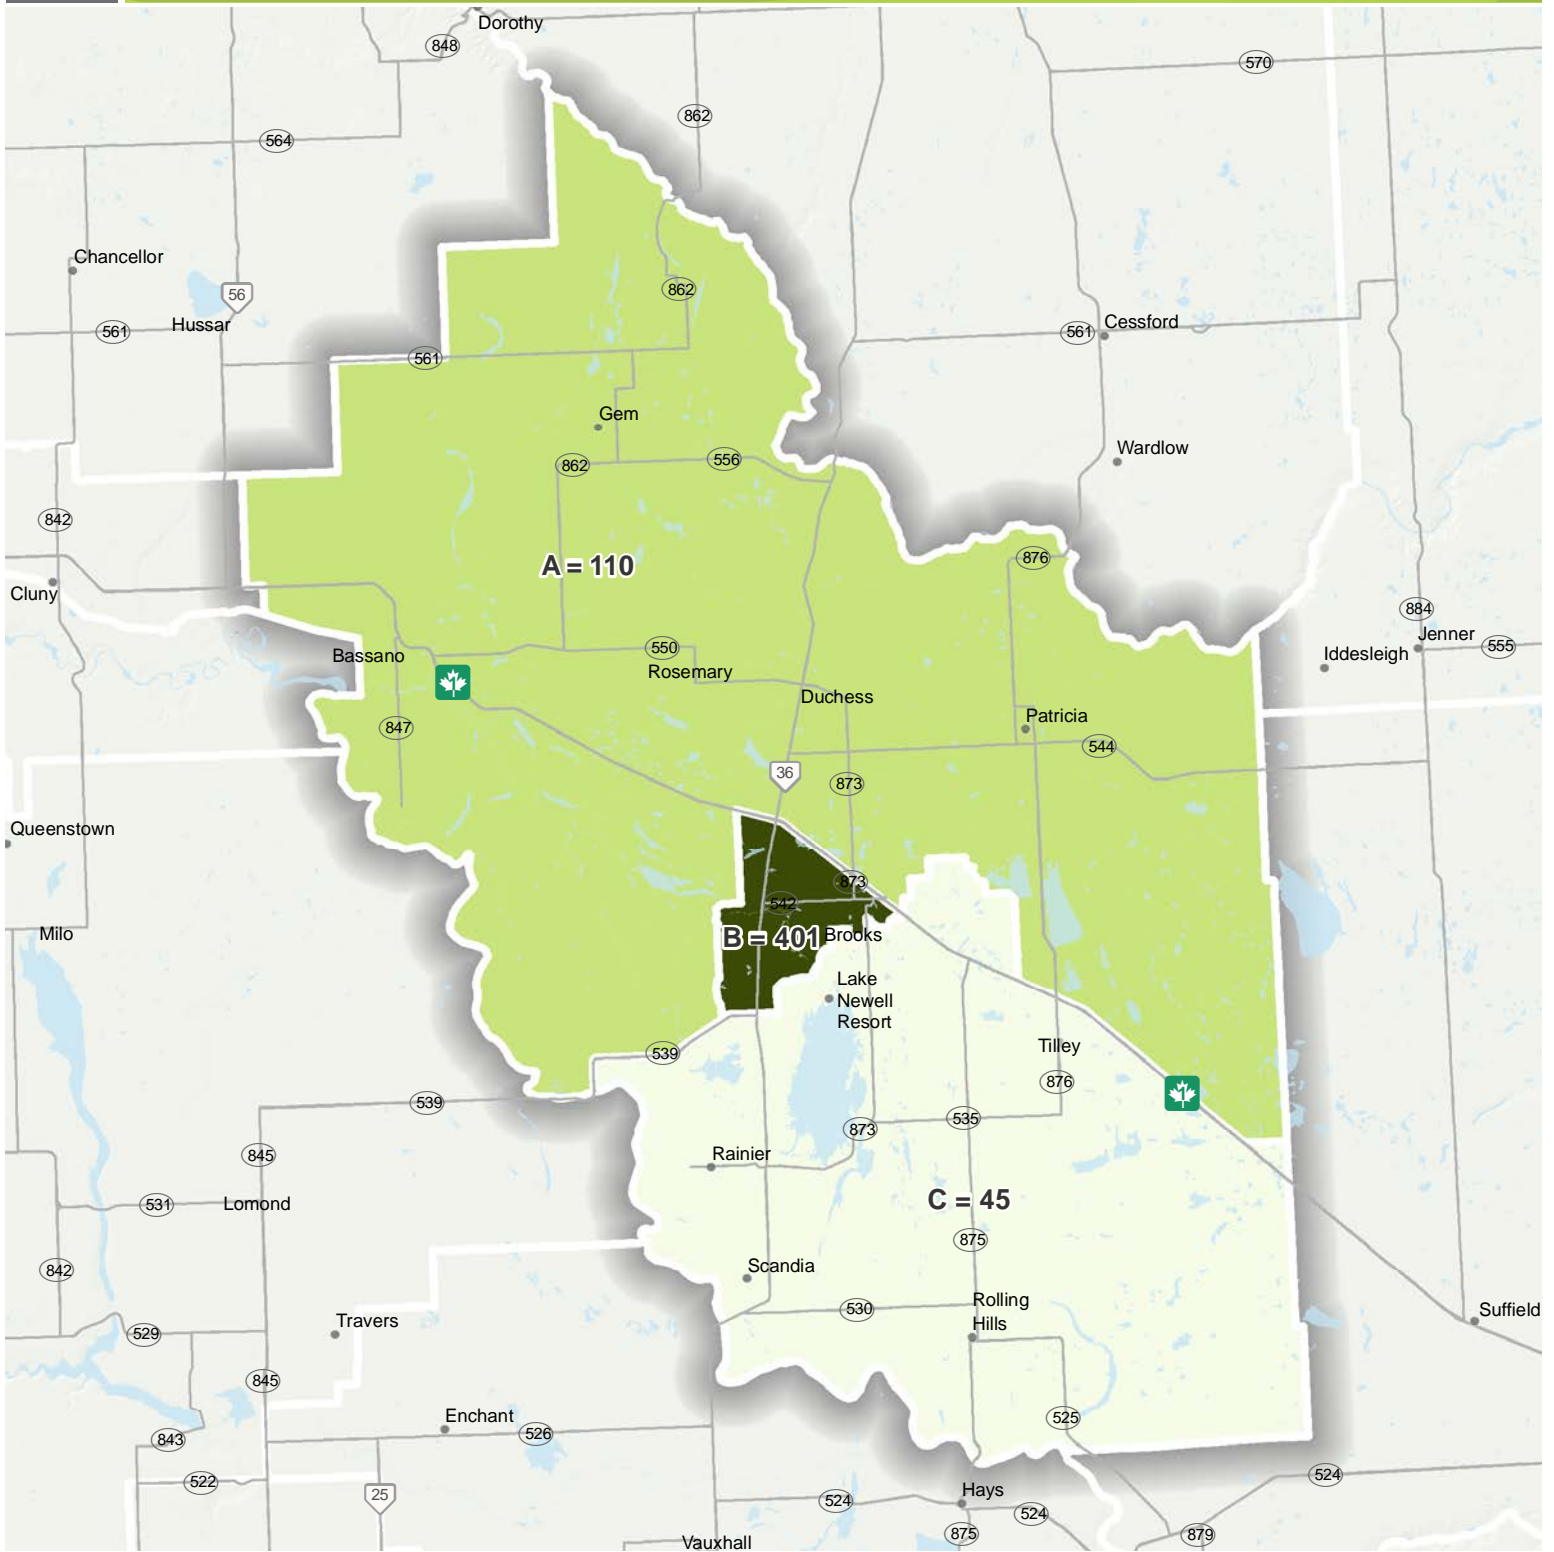 Dorothy
848
570
862
564
Chancellor
56
862
Hussar
561
561
561
Cessford
Gem
862
556
Wardlow
842
A = 110
876
Cluny
884
Jenner
550
555
Bassano
Iddesleigh
1
Rosemary
Duchess
847
Patricia
544
36
873
Queenstown
873
542
Milo
B = 401
Brooks
Lake
Newell
Resort
539
Tilley
876
1
539
535
873
845
Rainier
531
Lomond
C = 45
875
842
Scandia
Rolling
Hills
530
Travers
529
Suffield
845
Enchant
525
526
843
522
25
524
524
Hays
524
875
879
Vauxhall